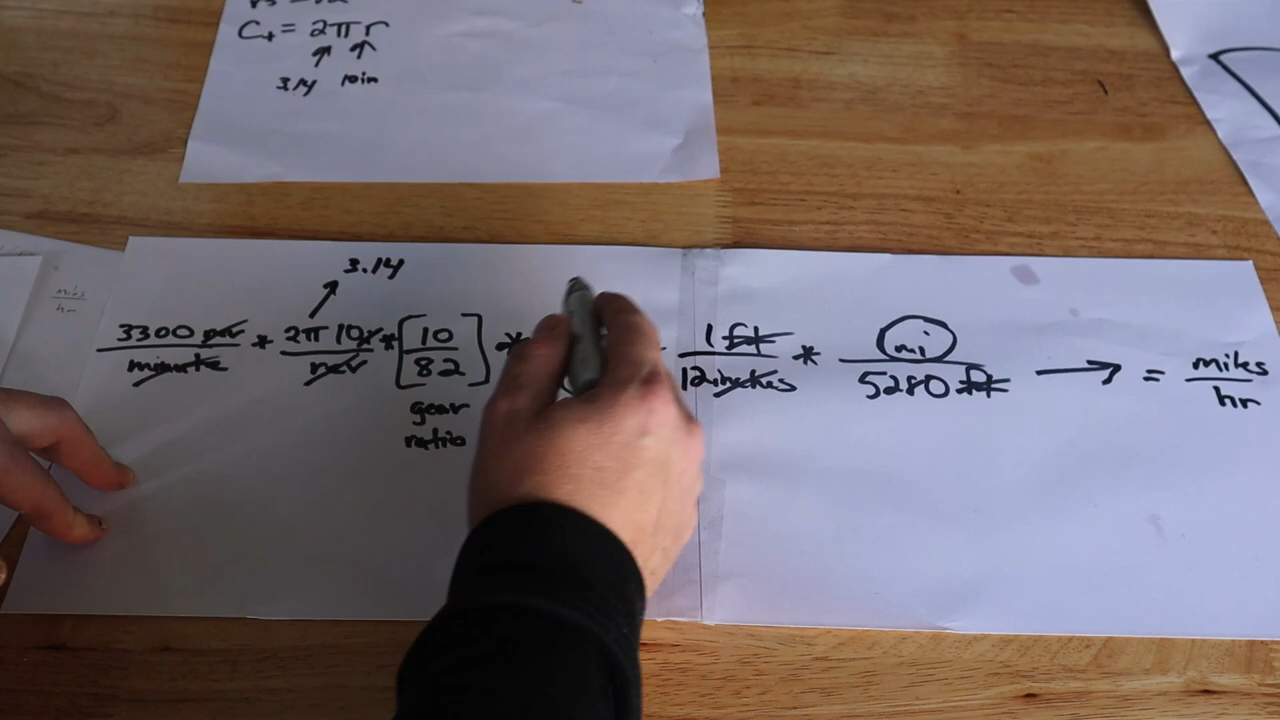 C₊ = 2πr
3.14 10in
miles
hr
3.14
3300 rev * 2π 10 * [10 * 1 ft * mi → = miles
minute rev 82] 12 inches 5280 ft hr
gear
ratio